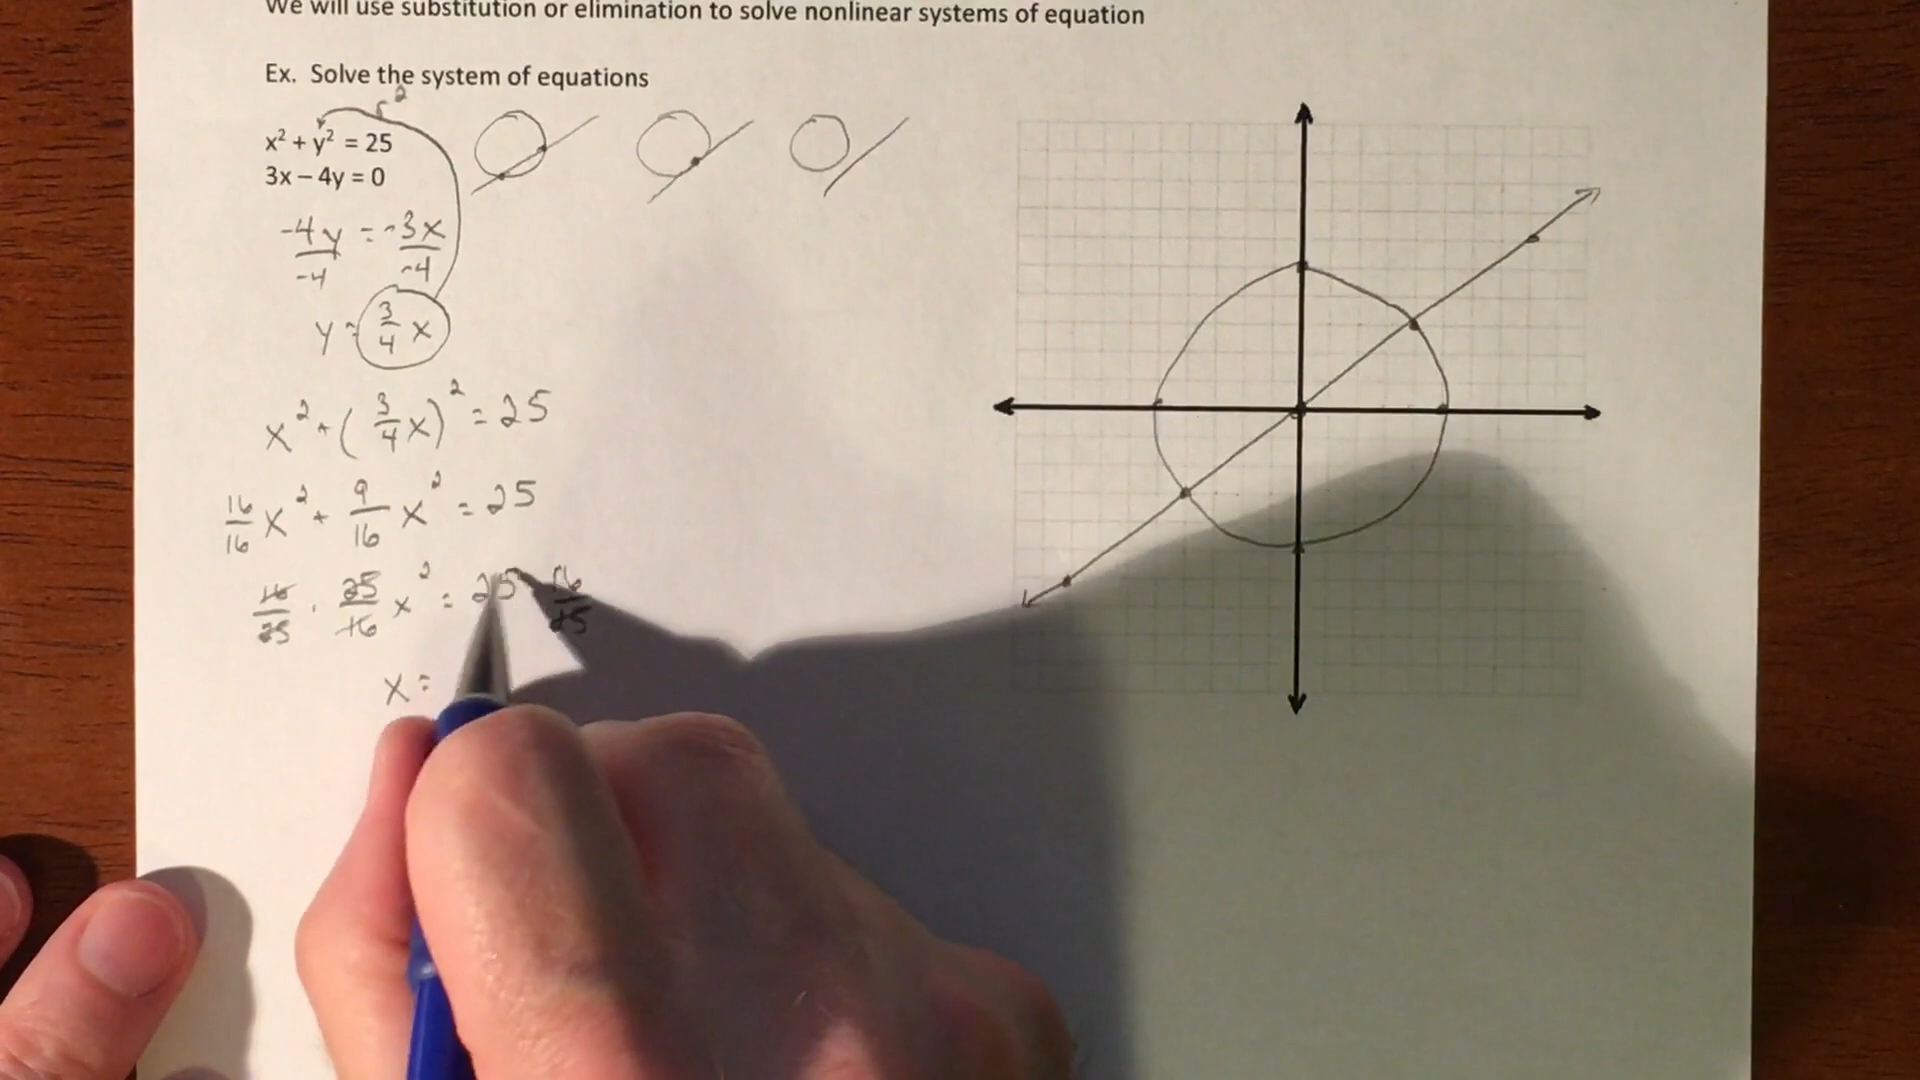 We will use substitution or elimination to solve nonlinear systems of equation
Ex. Solve the system of equations
r²
x² + y² = 25
3x – 4y = 0
-4y = -3x
-4 -4
y = 3/4 x
x² + (3/4 x)² = 25
16/16 x² + 9/16 x² = 25
16/25 · 25/16 x² = 25 16/25
x =